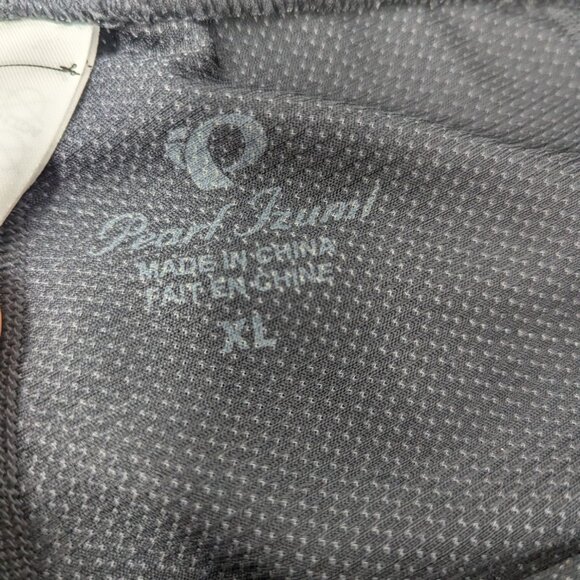 Pearl Izumi
MADE IN CHINA
FAIT EN CHINE
XL